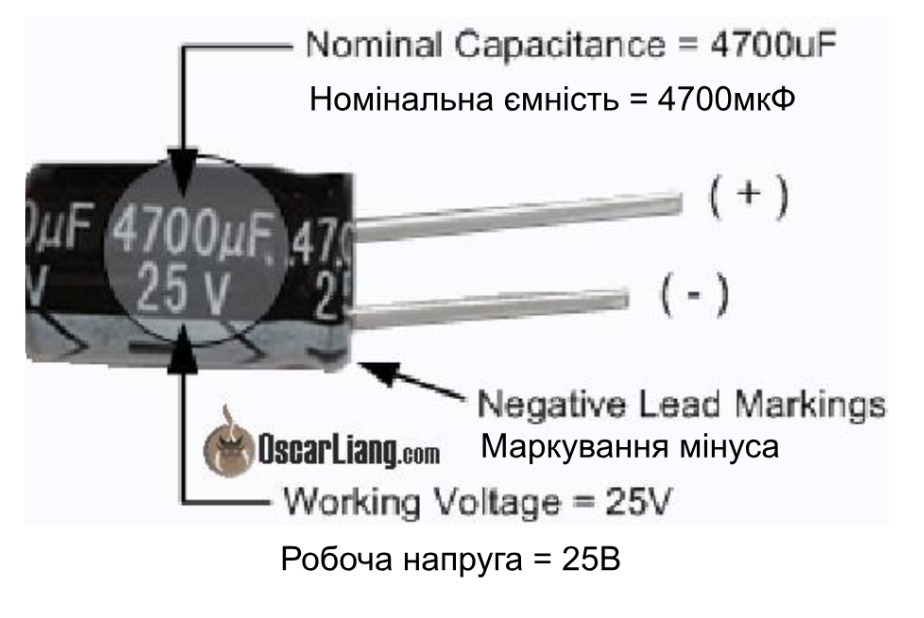 Nominal Capacitance = 4700uF
Номінальна ємність = 4700мкФ
( + )
μF 4700μF 470
V 25 V 2
( - )
Negative Lead Markings
Маркування мінуса
OscarLiang.com
Working Voltage = 25V
Робоча напруга = 25В